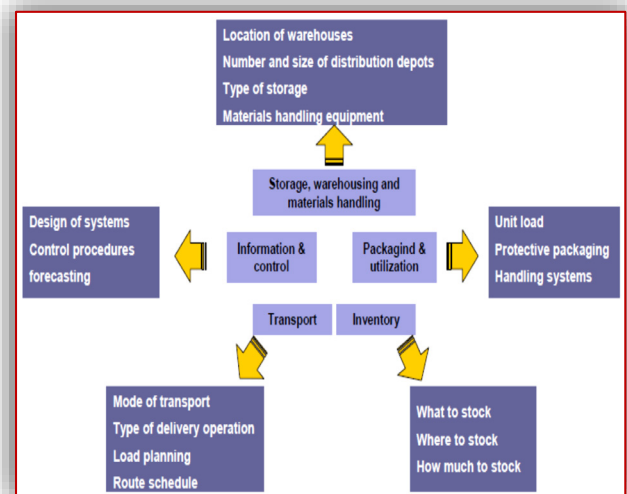 Location of warehouses
Number and size of distribution depots
Type of storage
Materials handling equipment
Storage, warehousing and
materials handling
Design of systems
Control procedures
forecasting
Information &
control
Packagind &
utilization
Unit load
Protective packaging
Handling systems
Transport
Inventory
Mode of transport
Type of delivery operation
Load planning
Route schedule
What to stock
Where to stock
How much to stock